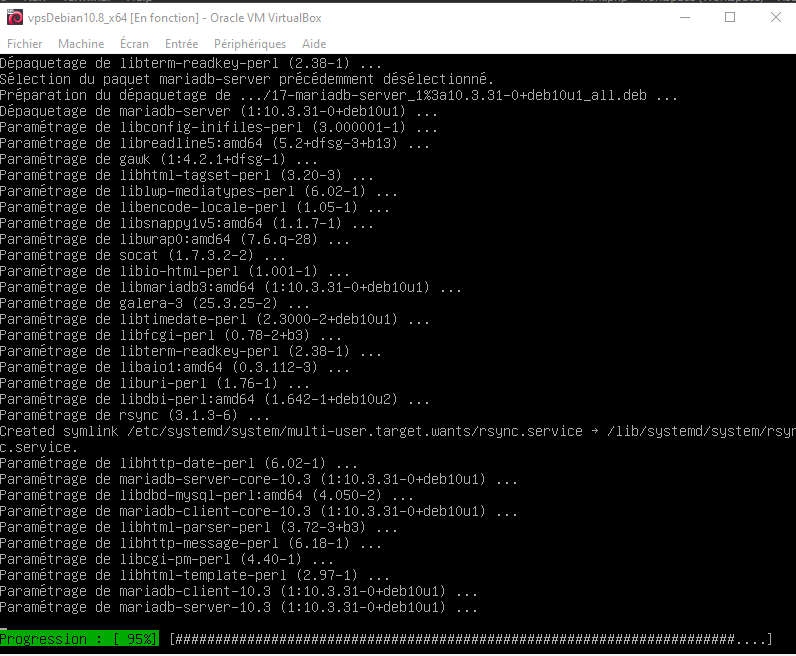 vpsDebian10.8_x64 [En fonction] - Oracle VM VirtualBox
Fichier Machine Écran Entrée Périphériques Aide
Dépaquetage de libterm-readkey-perl (2.38-1) ...
Sélection du paquet mariadb-server précédemment désélectionné.
Préparation du dépaquetage de .../17-mariadb-server_1%3a10.3.31-0+deb10u1_all.deb ...
Dépaquetage de mariadb-server (1:10.3.31-0+deb10u1) ...
Paramétrage de libconfig-inifiles-perl (3.000001-1) ...
Paramétrage de libreadline5:amd64 (5.2+dfsg-3+b13) ...
Paramétrage de gawk (1:4.2.1+dfsg-1) ...
Paramétrage de libhtml-tagset-perl (3.20-3) ...
Paramétrage de liblwp-mediatypes-perl (6.02-1) ...
Paramétrage de libencode-locale-perl (1.05-1) ...
Paramétrage de libsnappy1v5:amd64 (1.1.7-1) ...
Paramétrage de libwrap0:amd64 (7.6.q-28) ...
Paramétrage de socat (1.7.3.2-2) ...
Paramétrage de libio-html-perl (1.001-1) ...
Paramétrage de libmariadb3:amd64 (1:10.3.31-0+deb10u1) ...
Paramétrage de galera-3 (25.3.25-2) ...
Paramétrage de libtimedate-perl (2.3000-2+deb10u1) ...
Paramétrage de libfcgi-perl (0.78-2+b3) ...
Paramétrage de libterm-readkey-perl (2.38-1) ...
Paramétrage de libaio1:amd64 (0.3.112-3) ...
Paramétrage de liburi-perl (1.76-1) ...
Paramétrage de libdbi-perl:amd64 (1.642-1+deb10u2) ...
Paramétrage de rsync (3.1.3-6) ...
Created symlink /etc/systemd/system/multi-user.target.wants/rsync.service → /lib/systemd/system/rsyn
c.service.
Paramétrage de libhttp-date-perl (6.02-1) ...
Paramétrage de mariadb-server-core-10.3 (1:10.3.31-0+deb10u1) ...
Paramétrage de libdbd-mysql-perl:amd64 (4.050-2) ...
Paramétrage de mariadb-client-core-10.3 (1:10.3.31-0+deb10u1) ...
Paramétrage de libhtml-parser-perl (3.72-3+b3) ...
Paramétrage de libhttp-message-perl (6.18-1) ...
Paramétrage de libcgi-pm-perl (4.40-1) ...
Paramétrage de libhtml-template-perl (2.97-1) ...
Paramétrage de mariadb-client-10.3 (1:10.3.31-0+deb10u1) ...
Paramétrage de mariadb-server-10.3 (1:10.3.31-0+deb10u1) ...
Progression : [ 95%] [######################################################################....]